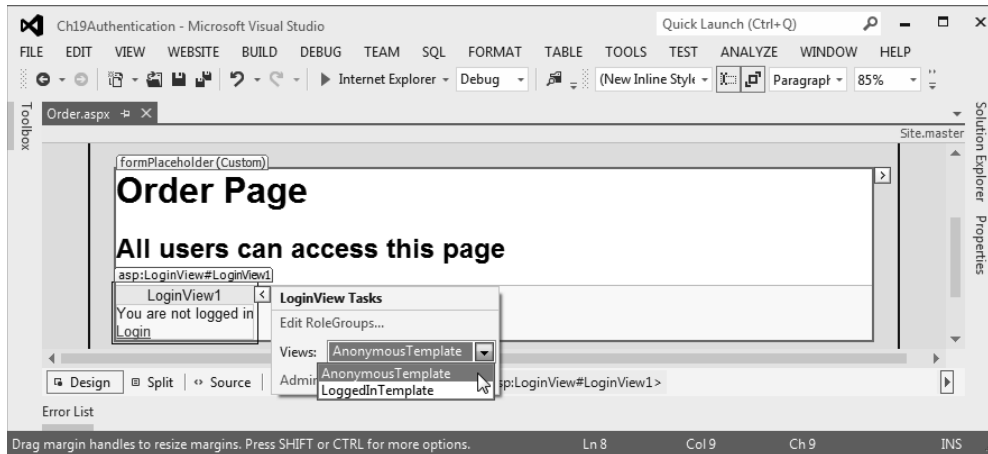 Ch19Authentication - Microsoft Visual Studio
Quick Launch (Ctrl+Q)
FILE EDIT VIEW WEBSITE BUILD DEBUG TEAM SQL FORMAT TABLE TOOLS TEST ANALYZE WINDOW HELP
Internet Explorer Debug (New Inline Style Paragraph 85%
Toolbox
Order.aspx
Site.master
Solution Explorer
Properties
formPlaceholder (Custom)
Order Page
All users can access this page
asp:LoginView#LoginView1
LoginView1
You are not logged in
Login
LoginView Tasks
Edit RoleGroups...
Views: AnonymousTemplate
AnonymousTemplate
LoggedInTemplate
Design Split Source
Admin
sp:LoginView#LoginView1>
Error List
Drag margin handles to resize margins. Press SHIFT or CTRL for more options. Ln 8 Col 9 Ch 9 INS